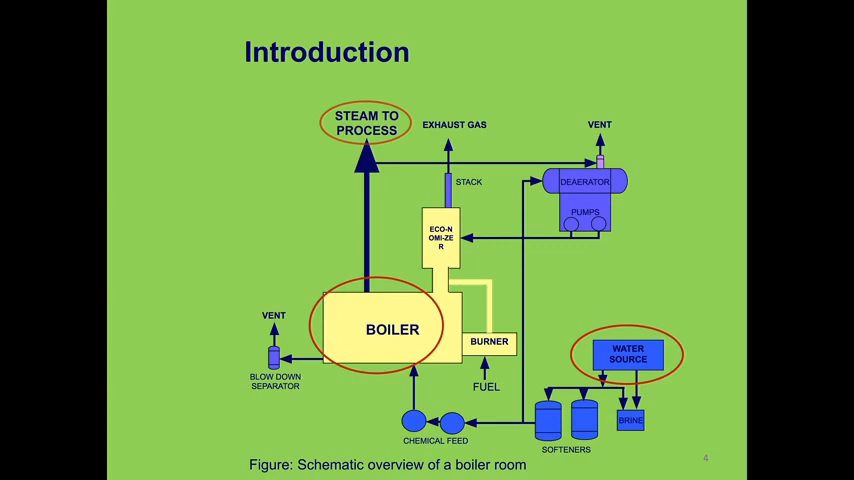 Introduction
STEAM TO
PROCESS
EXHAUST GAS
VENT
STACK
DEAERATOR
PUMPS
ECO-N
OMI-ZE
R
VENT
BOILER
BURNER
WATER
SOURCE
BLOW DOWN
SEPARATOR
FUEL
BRINE
CHEMICAL FEED
SOFTENERS
Figure: Schematic overview of a boiler room
4